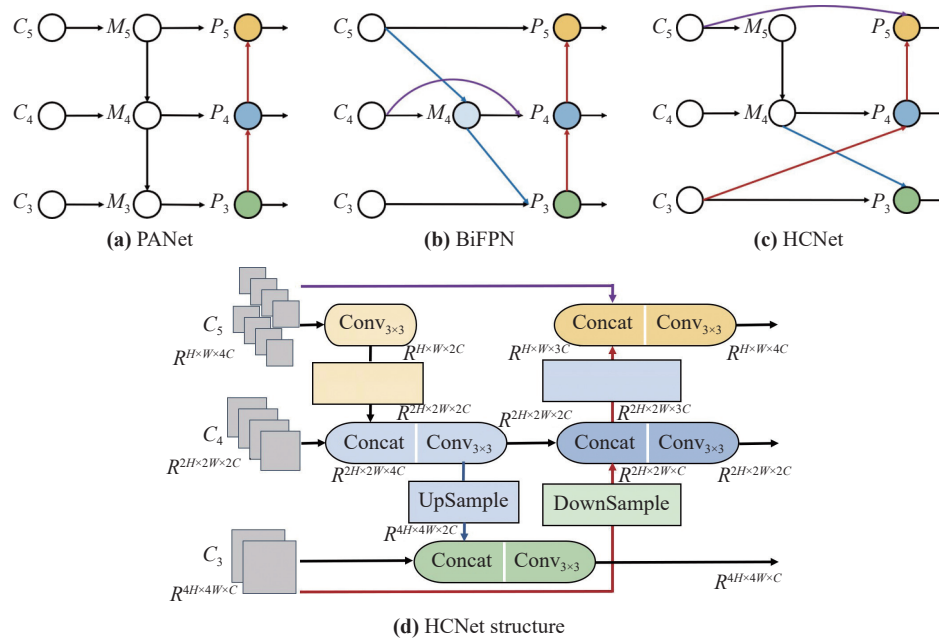 C5 M5 P5 C5 P5 C5 M5 P5
C4 M4 P4 C4 M4 P4 C4 M4 P4
C3 M3 P3 C3 P3 C3 P3
(a) PANet (b) BiFPN (c) HCNet
C5 Conv3×3 Concat Conv3×3
R^H×W×4C R^H×W×2C R^H×W×3C R^H×W×4C
R^2H×2W×2C R^2H×2W×2C R^2H×2W×3C
C4 Concat Conv3×3 Concat Conv3×3
R^2H×2W×2C R^2H×2W×4C R^2H×2W×C R^2H×2W×2C
UpSample DownSample
R^4H×4W×2C
C3 Concat Conv3×3
R^4H×4W×C R^4H×4W×C
(d) HCNet structure